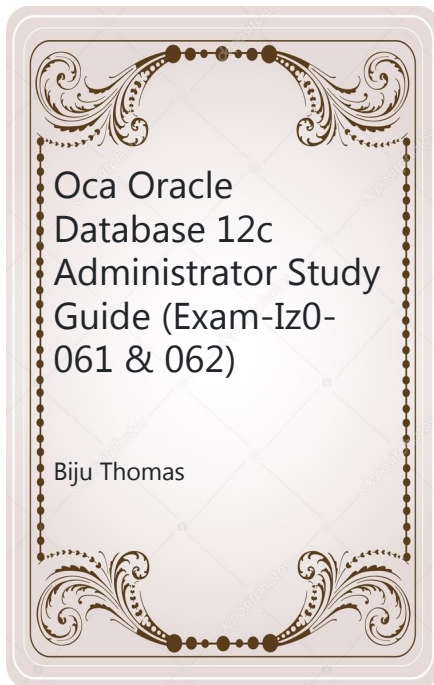 Oca Oracle
Database 12c
Administrator Study
Guide (Exam-Iz0-
061 & 062)
Biju Thomas